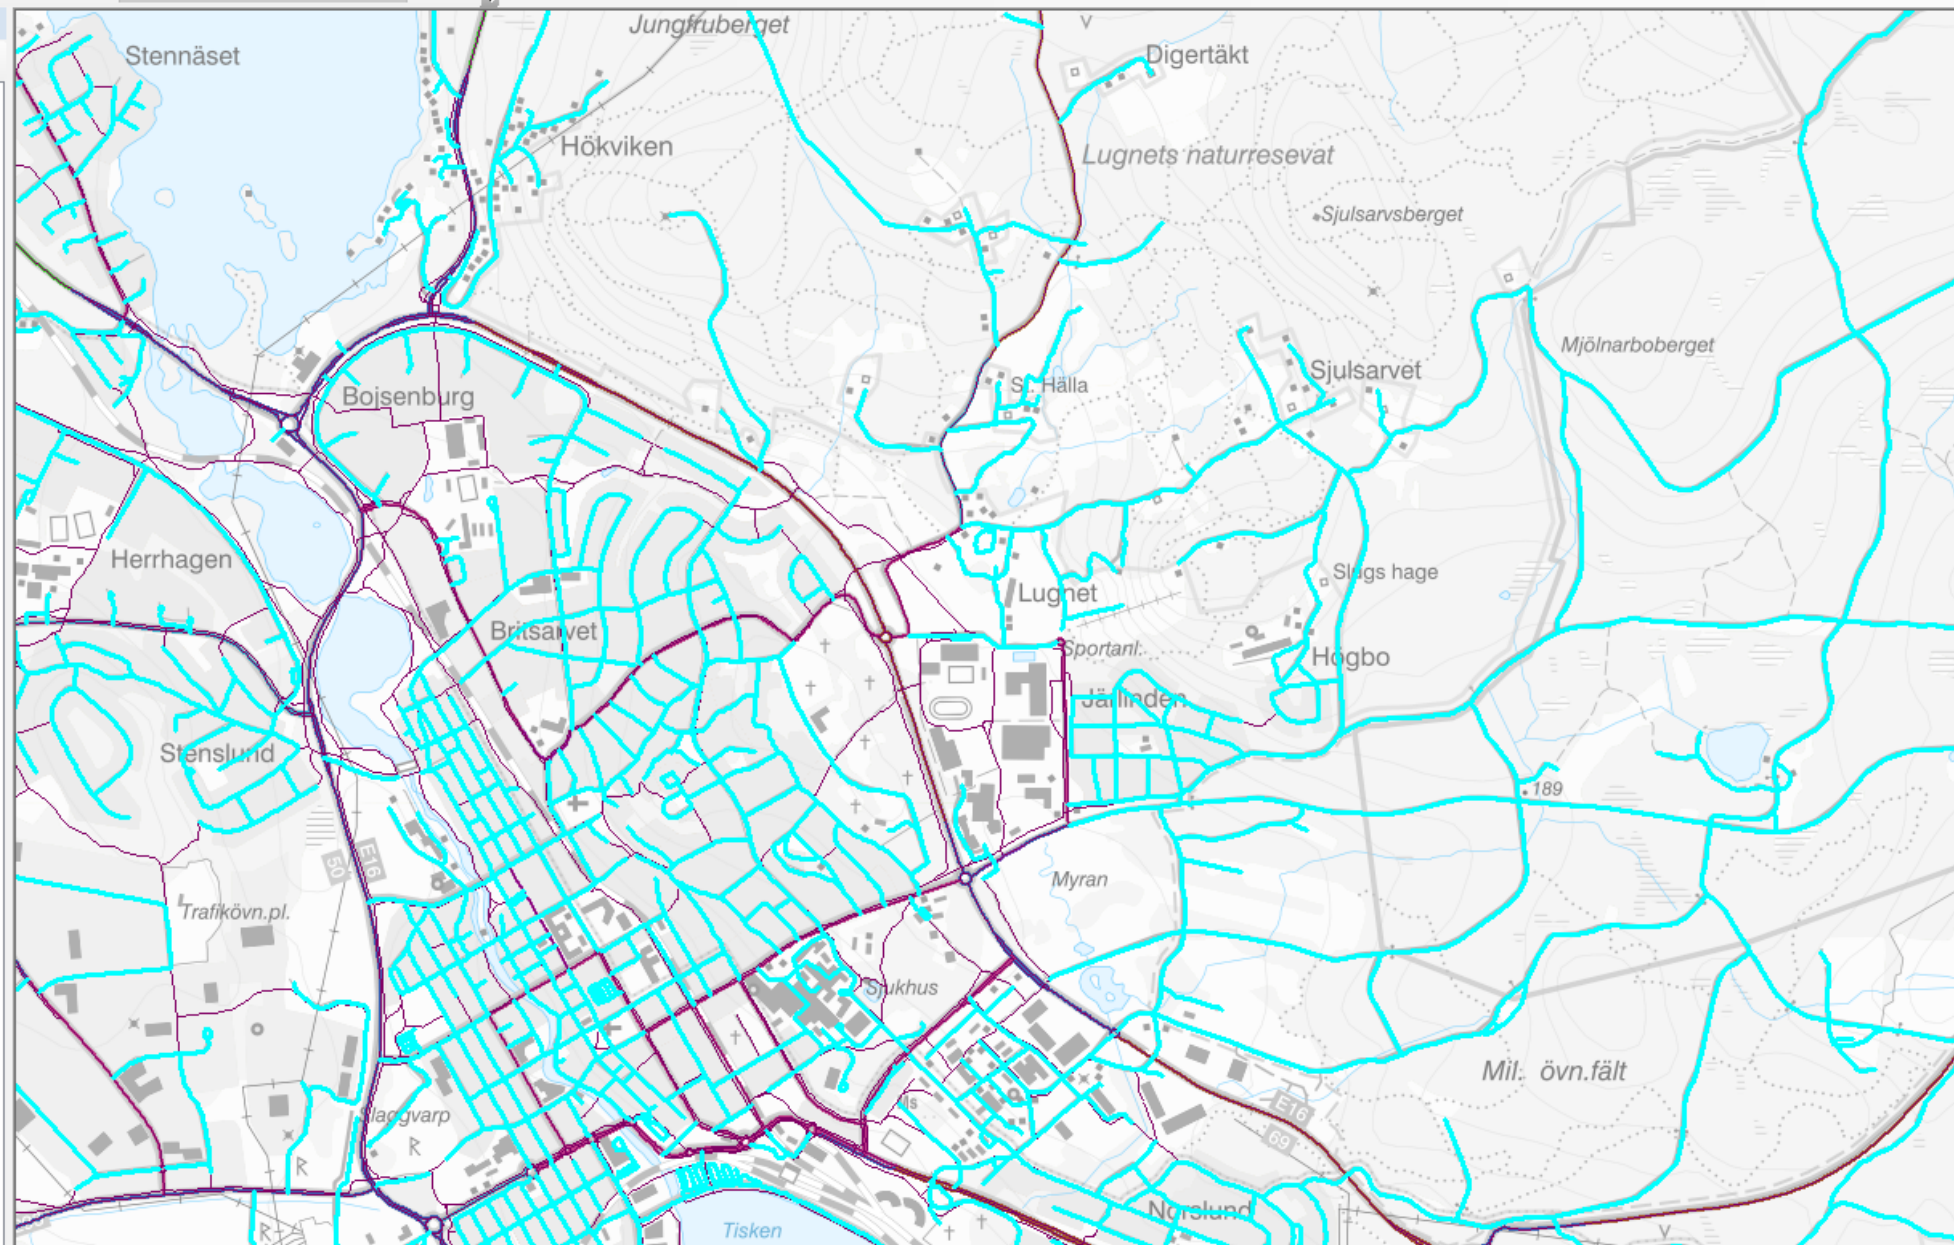 Jungfruberget
Stennäset
Digertäkt
Hökviken
Lugnets naturresevat
Sjulsarvsberget
Mjölnarboberget
Sjulsarvet
St. Hälla
Bojsenburg
Herrhagen
Slugs hage
Lugnet
Britsarvet
Sportanl.
Högbo
Järlinden
Stenslund
189
E16
50
Myran
Trafikövn.pl.
Sjukhus
Mil. övn.fält
Slaggvarp
E16
69
R
R
Norslund
Tisken
R